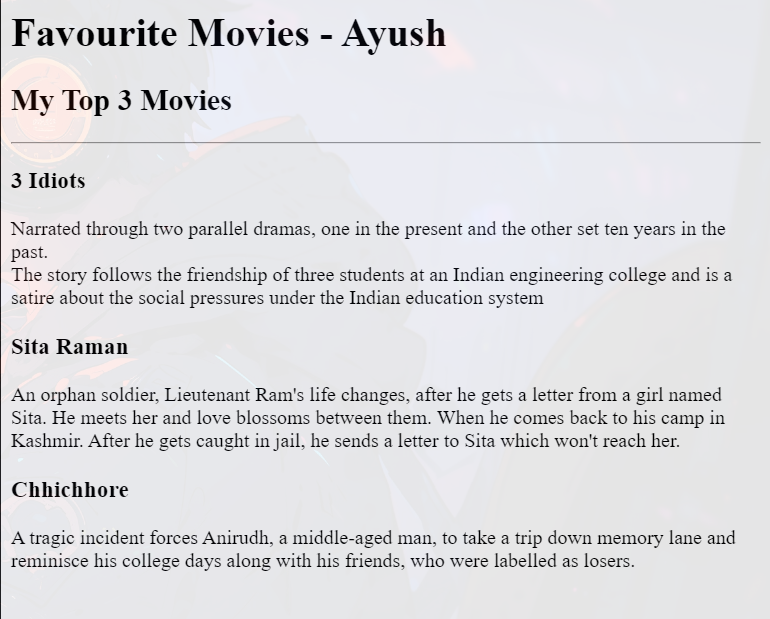 Favourite Movies - Ayush
My Top 3 Movies
3 Idiots
Narrated through two parallel dramas, one in the present and the other set ten years in the
past.
The story follows the friendship of three students at an Indian engineering college and is a
satire about the social pressures under the Indian education system
Sita Raman
An orphan soldier, Lieutenant Ram's life changes, after he gets a letter from a girl named
Sita. He meets her and love blossoms between them. When he comes back to his camp in
Kashmir. After he gets caught in jail, he sends a letter to Sita which won't reach her.
Chhichhore
A tragic incident forces Anirudh, a middle-aged man, to take a trip down memory lane and
reminisce his college days along with his friends, who were labelled as losers.